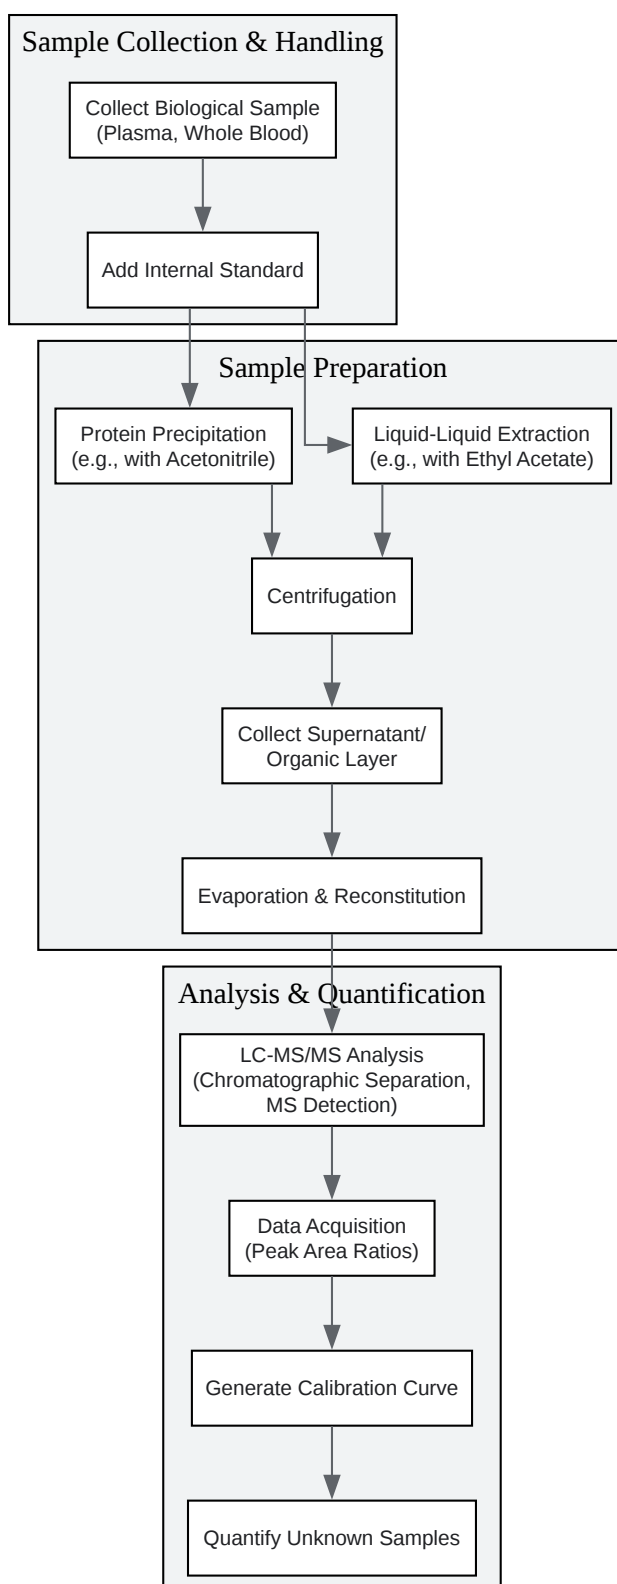 Sample Collection & Handling
Collect Biological Sample
(Plasma, Whole Blood)
Add Internal Standard
Sample Preparation
Protein Precipitation
(e.g., with Acetonitrile)
Liquid-Liquid Extraction
(e.g., with Ethyl Acetate)
Centrifugation
Collect Supernatant/
Organic Layer
Evaporation & Reconstitution
Analysis & Quantification
LC-MS/MS Analysis
(Chromatographic Separation,
MS Detection)
Data Acquisition
(Peak Area Ratios)
Generate Calibration Curve
Quantify Unknown Samples